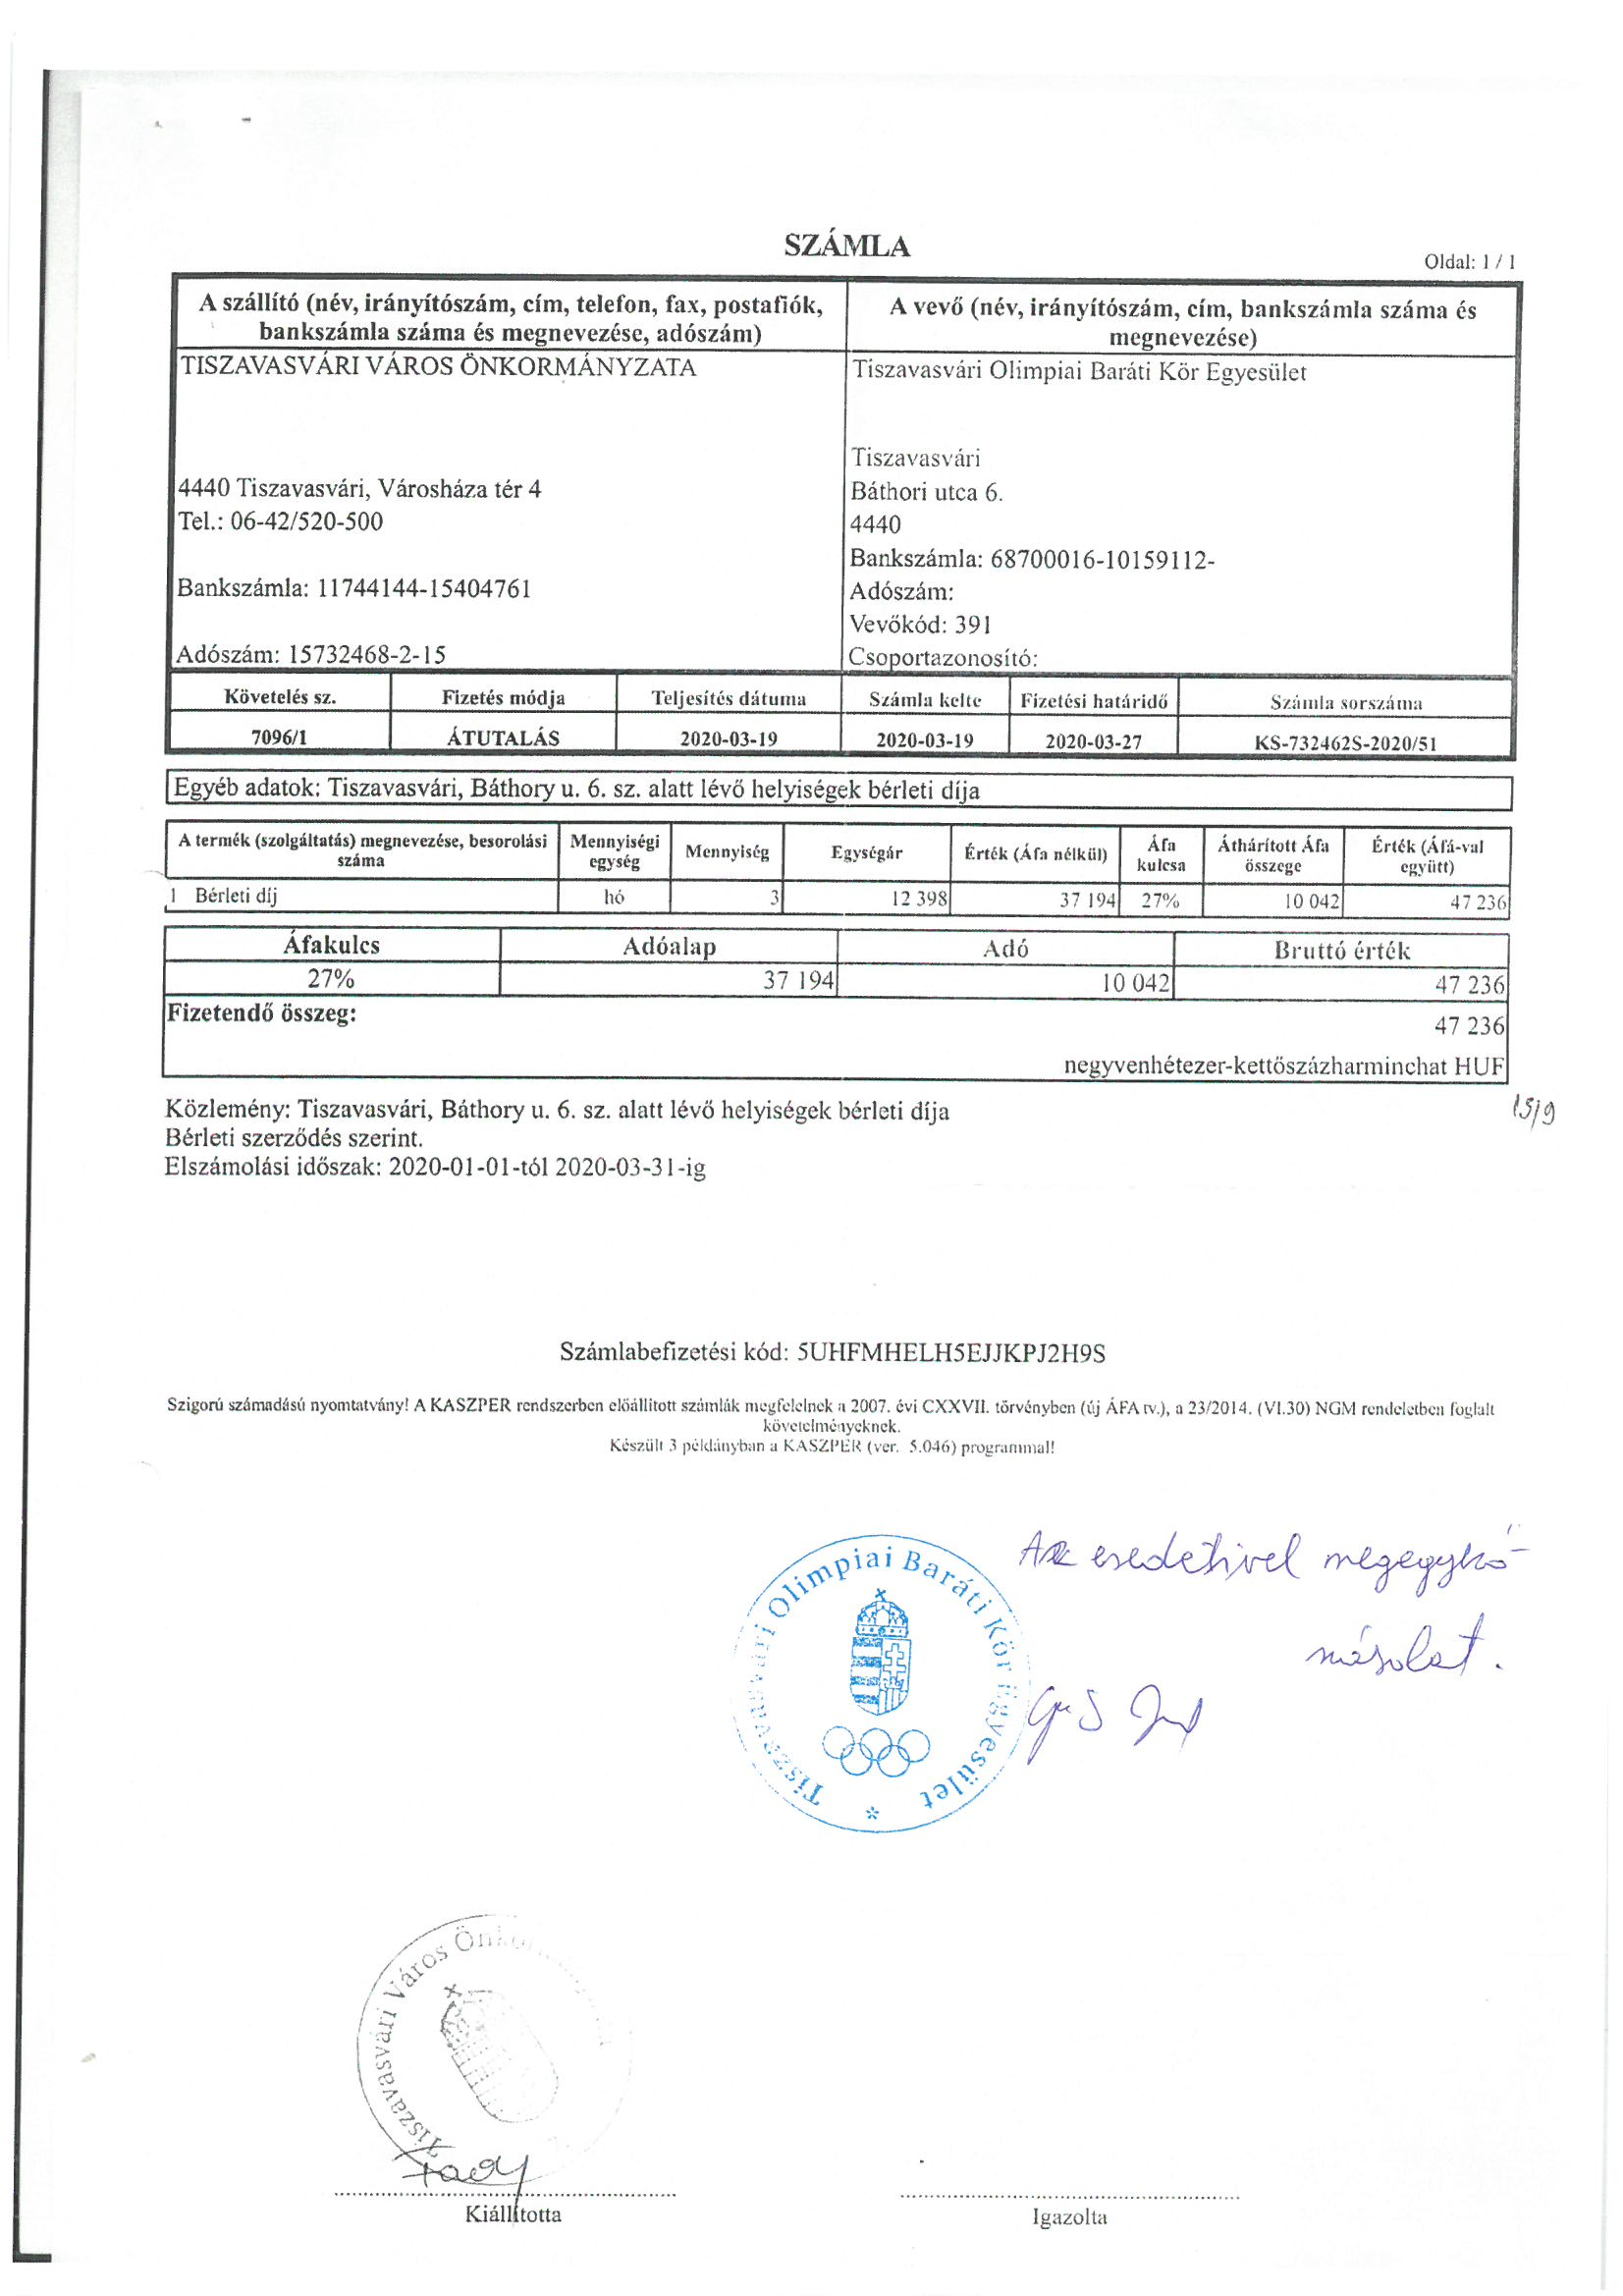 SZÁMLA
Oldal: 1 / 1
A szállító (név, irányítószám, cím, telefon, fax, postafiók, bankszámla száma és megnevezése, adószám)
A vevő (név, irányítószám, cím, bankszámla száma és megnevezése)
TISZAVASVÁRI VÁROS ÖNKORMÁNYZATA
4440 Tiszavasvári, Városháza tér 4
Tel.: 06-42/520-500
Bankszámla: 11744144-15404761
Adószám: 15732468-2-15
Tiszavasvári Olimpiai Baráti Kör Egyesület
Tiszavasvári
Báthori utca 6.
4440
Bankszámla: 68700016-10159112-
Adószám:
Vevőkód: 391
Csoportazonosító:
Követelés sz. Fizetés módja Teljesítés dátuma Számla kelte Fizetési határidő Számla sorszáma
7096/1 ÁTUTALÁS 2020-03-19 2020-03-19 2020-03-27 KS-732462S-2020/51
Egyéb adatok: Tiszavasvári, Báthory u. 6. sz. alatt lévő helyiségek bérleti díja
A termék (szolgáltatás) megnevezése, besorolási száma Mennyiségi egység Mennyiség Egységár Érték (Áfa nélkül) Áfa kulcsa Áthárított Áfa összege Érték (Áfá-val együtt)
1 Bérleti díj hó 3 12 398 37 194 27% 10 042 47 236
Áfakulcs Adóalap Adó Bruttó érték
27% 37 194 10 042 47 236
Fizetendő összeg: 47 236
negyvenhétezer-kettőszázharminchat HUF
15/9
Közlemény: Tiszavasvári, Báthory u. 6. sz. alatt lévő helyiségek bérleti díja
Bérleti szerződés szerint.
Elszámolási időszak: 2020-01-01-tól 2020-03-31-ig
Számlabefizetési kód: 5UHFMHELH5EJJKPJ2H9S
Szigorú számadású nyomtatvány! A KASZPER rendszerben előállított számlák megfelelnek a 2007. évi CXXVII. törvényben (új ÁFA tv.), a 23/2014. (VI.30) NGM rendeletben foglalt
követelményeknek.
Készült 3 példányban a KASZPER (ver. 5.046) programmal!
Az eredetivel megegyező
másolat.
Tiszavasvári Olimpiai Baráti Kör Egyesület *
Tiszavasvári Város
Kiállította
Igazolta